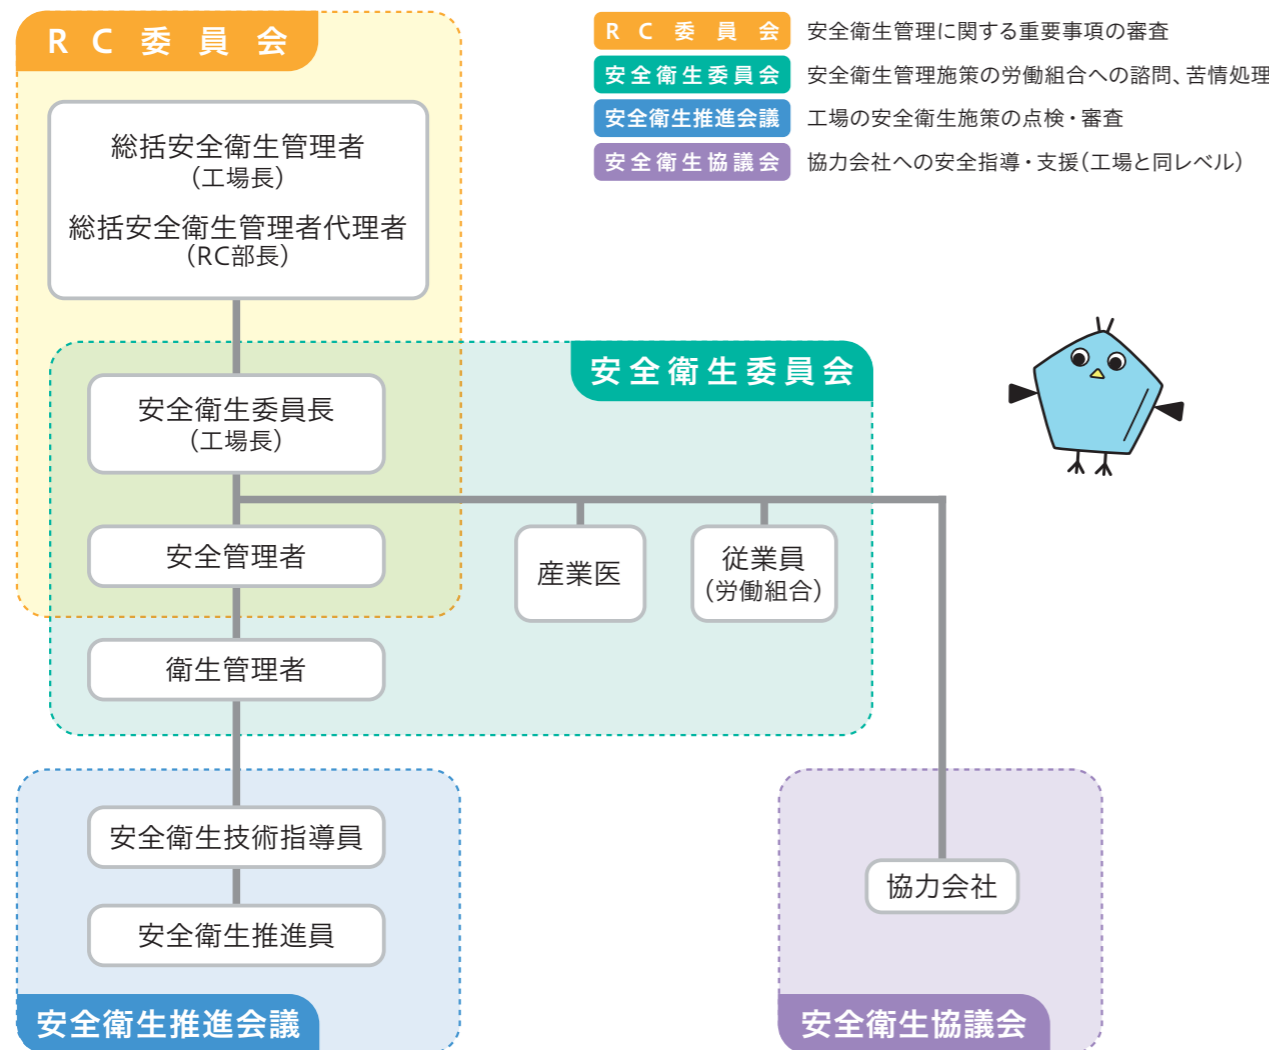 RC委員会
総括安全衛生管理者
(工場長)
総括安全衛生管理者代理者
(RC部長)
RC委員会 安全衛生管理に関する重要事項の審査
安全衛生委員会 安全衛生管理施策の労働組合への諮問、苦情処理
安全衛生推進会議 工場の安全衛生施策の点検・審査
安全衛生協議会 協力会社への安全指導・支援(工場と同レベル)
安全衛生委員会
安全衛生委員長
(工場長)
安全管理者
産業医
従業員
(労働組合)
衛生管理者
安全衛生技術指導員
安全衛生推進員
安全衛生推進会議
協力会社
安全衛生協議会